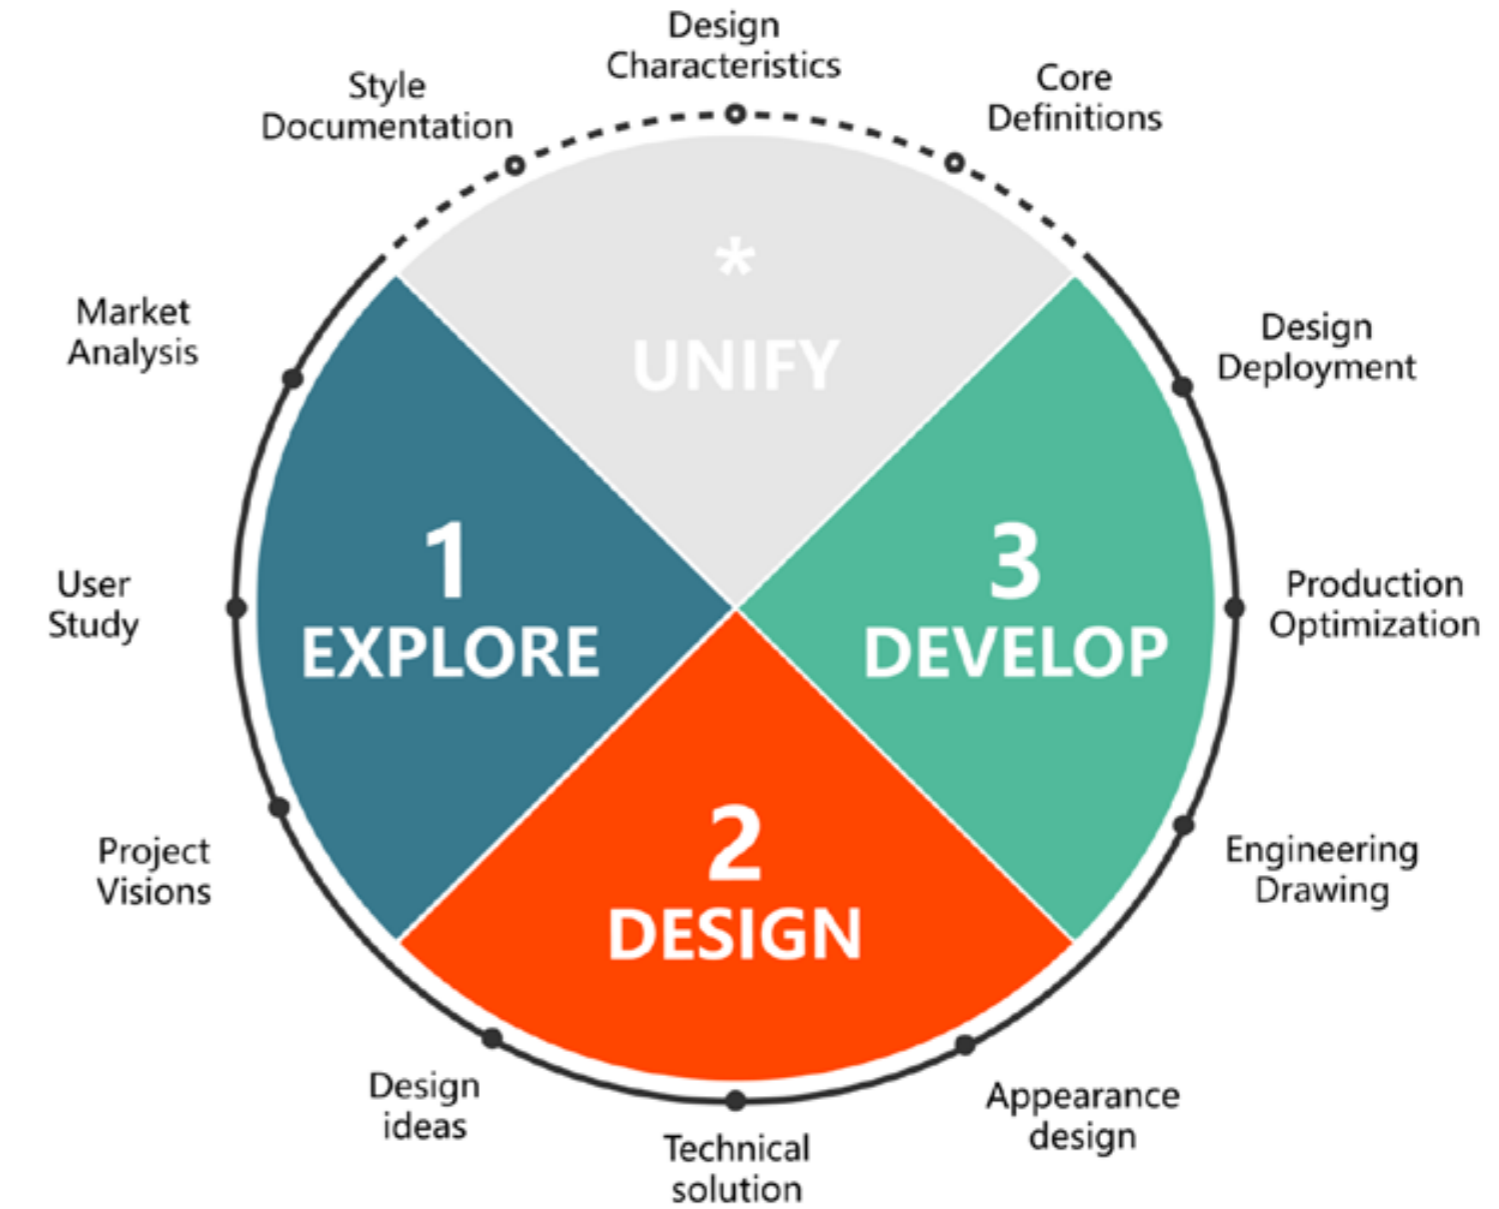 Design
Characteristics
Style
Documentation
Core
Definitions
*
UNIFY
Market
Analysis
Design
Deployment
1
EXPLORE
3
DEVELOP
User
Study
Production
Optimization
2
DESIGN
Project
Visions
Engineering
Drawing
Design
ideas
Technical
solution
Appearance
design